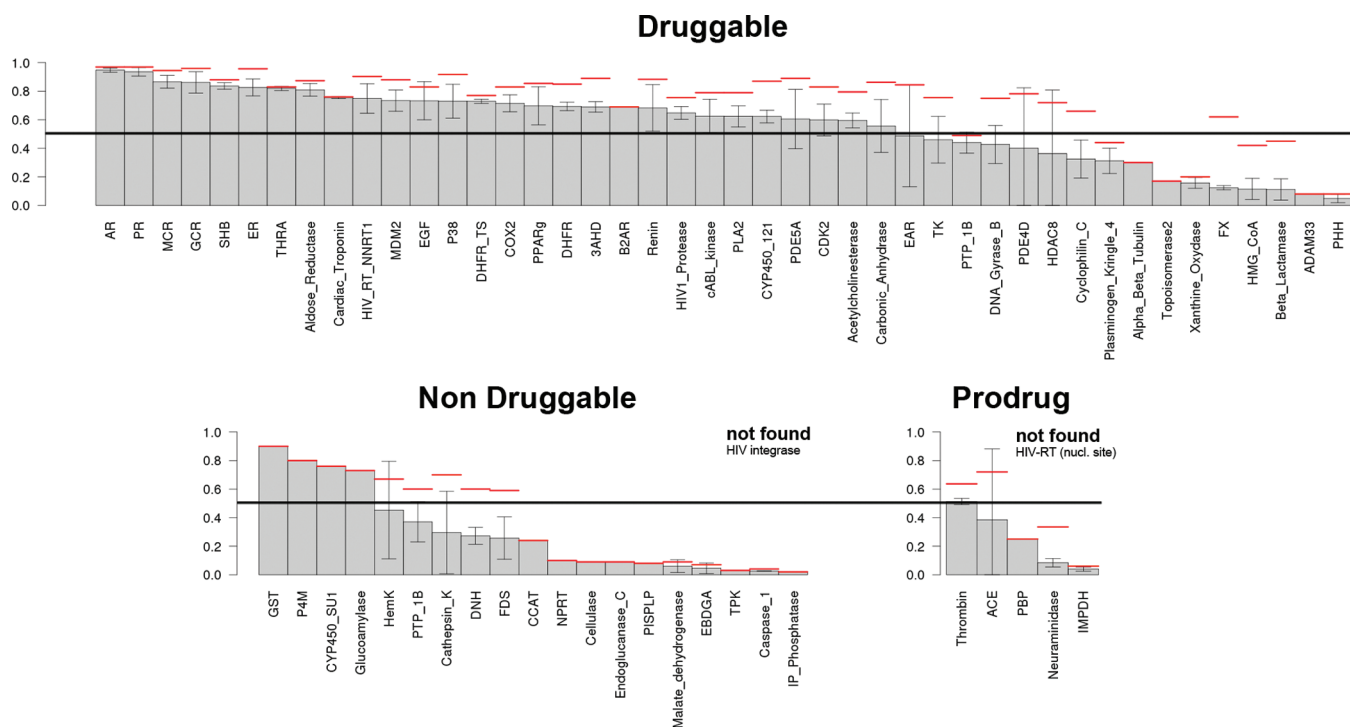 Druggable
1.0
0.8
0.6
0.4
0.2
0.0
AR
PR
MCR
GCR
SHB
ER
THRA
Aldose_Reductase
Cardiac_Troponin
HIV_RT_NNRT1
MDM2
EGF
P38
DHFR_TS
COX2
PPARg
DHFR
3AHD
B2AR
Renin
HIV1_Protease
cABL_kinase
PLA2
CYP450_121
PDE5A
CDK2
Acetylcholinesterase
Carbonic_Anhydrase
EAR
TK
PTP_1B
DNA_Gyrase_B
PDE4D
HDAC8
Cyclophilin_C
Plasminogen_Kringle_4
Alpha_Beta_Tubulin
Topoisomerase2
Xanthine_Oxydase
FX
HMG_CoA
Beta_Lactamase
ADAM33
PHH
Non Druggable
not found
HIV integrase
1.0
0.8
0.6
0.4
0.2
0.0
GST
P4M
CYP450_SU1
Glucoamylase
HemK
PTP_1B
Cathepsin_K
DNH
FDS
CCAT
NPRT
Cellulase
Endoglucanase_C
PISPLP
Malate_dehydrogenase
EBDGA
TPK
Caspase_1
IP_Phosphatase
Prodrug
not found
HIV-RT (nucl. site)
1.0
0.8
0.6
0.4
0.2
0.0
Thrombin
ACE
PBP
Neuraminidase
IMPDH